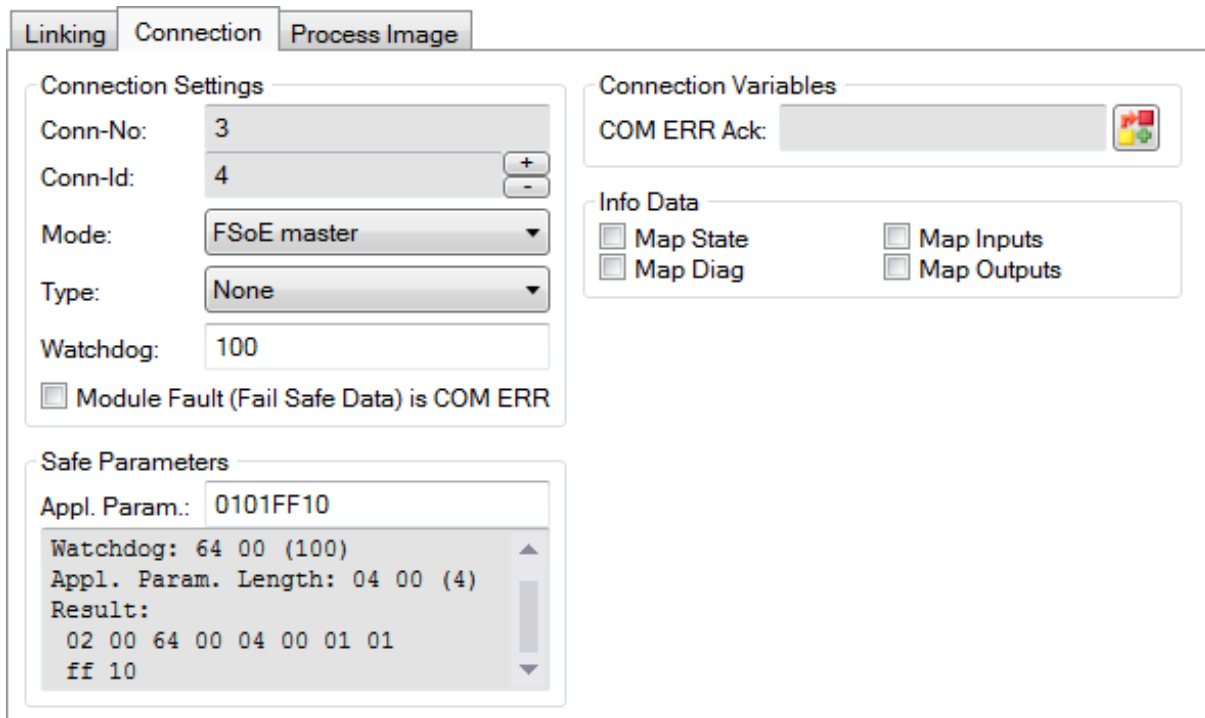 Linking Connection Process Image
Connection Settings
Conn-No: 3
Conn-Id: 4
+
-
Mode: FSoE master
Type: None
Watchdog: 100
Module Fault (Fail Safe Data) is COM ERR
Safe Parameters
Appl. Param.: 0101FF10
Watchdog: 64 00 (100)
Appl. Param. Length: 04 00 (4)
Result:
02 00 64 00 04 00 01 01
ff 10
Connection Variables
COM ERR Ack:
Info Data
Map State Map Inputs
Map Diag Map Outputs